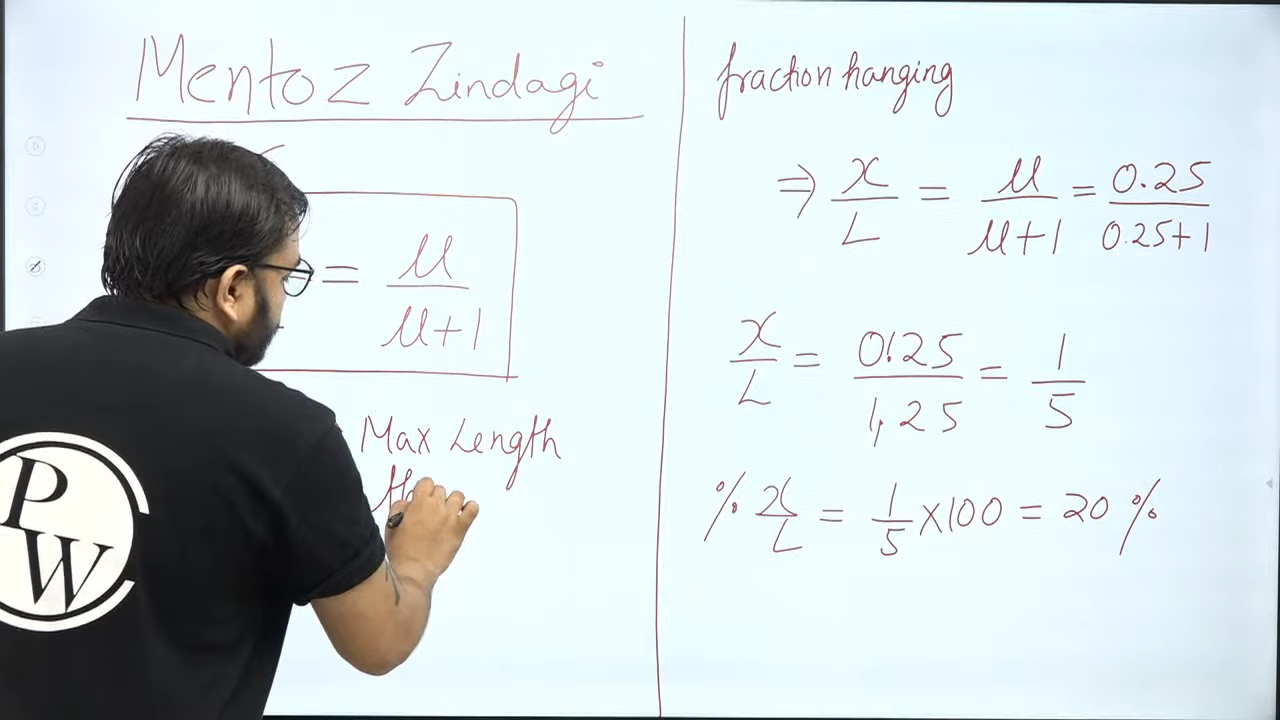 Mentoz Zindagi
= μ / μ+1
Max Length
PW
fraction hanging
⇒ x/L = μ/μ+1 = 0.25/0.25+1
x/L = 0.25/1.25 = 1/5
% x/L = 1/5 × 100 = 20 %